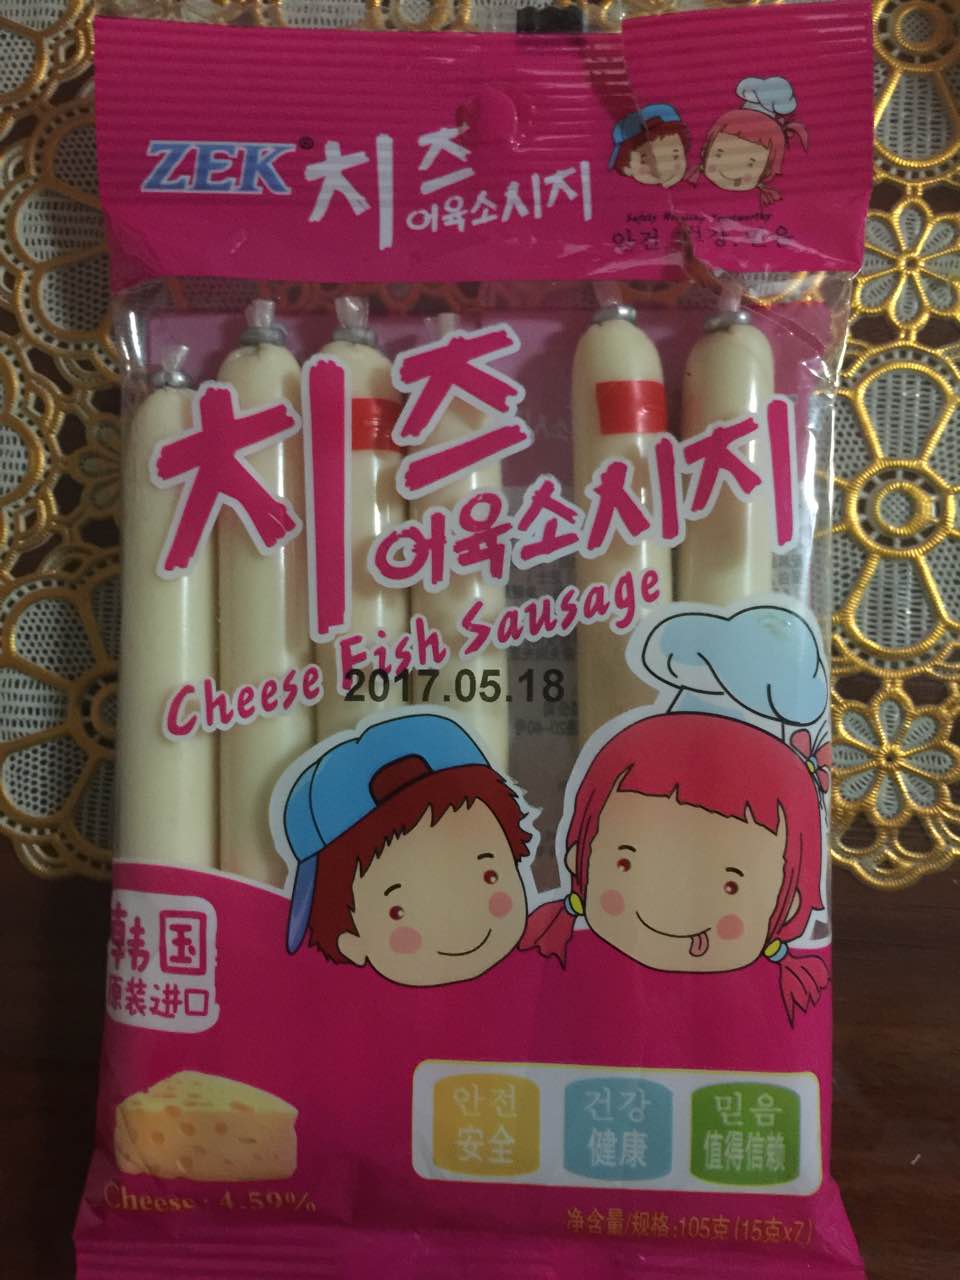 ZEK® 치즈
어육소시지
Safety Healthy Trustworthy
안전 건강 믿음
치즈
어육소시지
Cheese Fish Sausage
2017.05.18
韩国
原装进口
안전
安全
건강
健康
믿음
值得信赖
Cheese · 4.59%
净含量/规格:105克(15克x7)